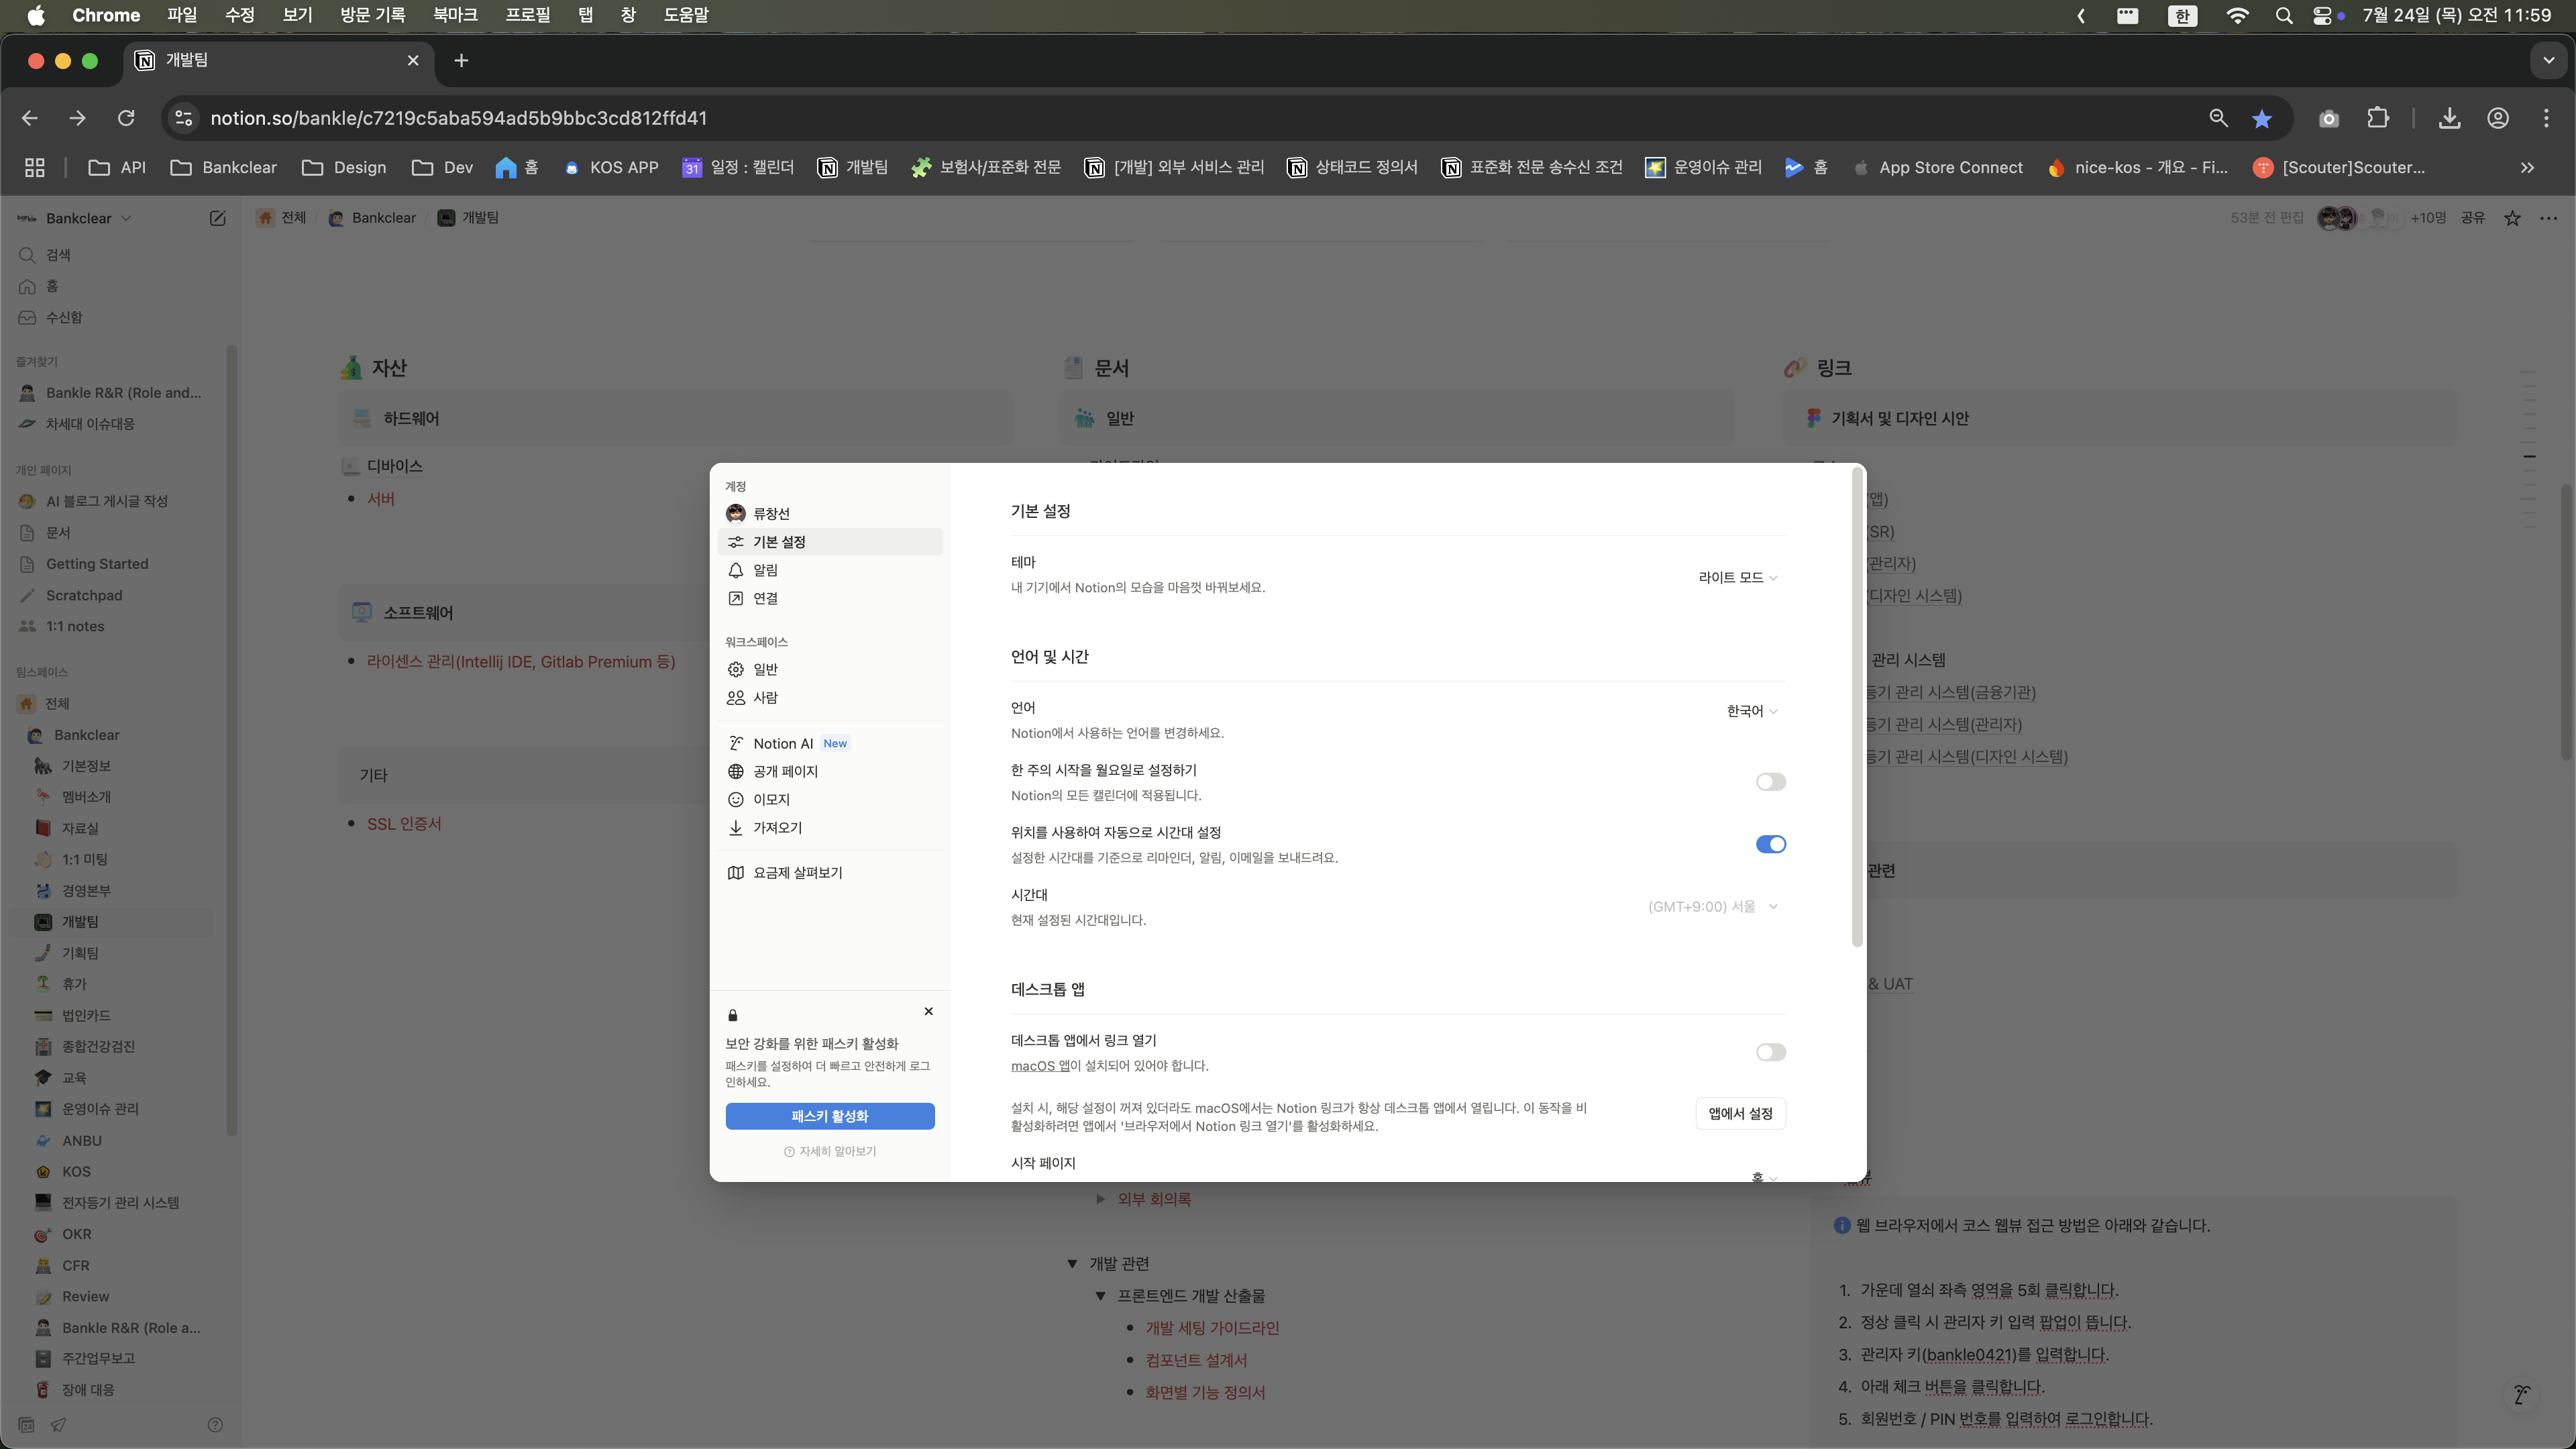 Chrome 파일 수정 보기 방문 기록 북마크 프로필 탭 창 도움말 한 7월 24일 (목) 오전 11:59
개발팀
notion.so/bankle/c7219c5aba594ad5b9bbc3cd812ffd41
API Bankclear Design Dev 홈 KOS APP 31 일정 : 캘린더 개발팀 보험사/표준화 전문 [개발] 외부 서비스 관리 상태코드 정의서 표준화 전문 송수신 조건 운영이슈 관리 홈 App Store Connect nice-kos - 개요 - Fi... [Scouter]Scouter...
Bankclear
전체 / Bankclear / 개발팀
53분 전 편집 +10명 공유
검색
홈
수신함
즐겨찾기
Bankle R&R (Role and...
차세대 이슈대응
개인 페이지
AI 블로그 게시글 작성
문서
Getting Started
Scratchpad
1:1 notes
팀스페이스
전체
Bankclear
기본정보
멤버소개
자료실
1:1 미팅
경영본부
개발팀
기획팀
휴가
법인카드
종합건강검진
교육
운영이슈 관리
ANBU
KOS
전자등기 관리 시스템
OKR
CFR
Review
Bankle R&R (Role a...
주간업무보고
장애 대응
자산
하드웨어
디바이스
서버
소프트웨어
라이센스 관리(Intellij IDE, Gitlab Premium 등)
기타
SSL 인증서
문서
일반
계정
류창선
기본 설정
알림
연결
워크스페이스
일반
사람
Notion AI New
공개 페이지
이모지
가져오기
요금제 살펴보기
보안 강화를 위한 패스키 활성화
패스키를 설정하여 더 빠르고 안전하게 로그
인하세요.
패스키 활성화
자세히 알아보기
기본 설정
테마
내 기기에서 Notion의 모습을 마음껏 바꿔보세요.
라이트 모드
언어 및 시간
언어
Notion에서 사용하는 언어를 변경하세요.
한국어
한 주의 시작을 월요일로 설정하기
Notion의 모든 캘린더에 적용됩니다.
위치를 사용하여 자동으로 시간대 설정
설정한 시간대를 기준으로 리마인더, 알림, 이메일을 보내드려요.
시간대
현재 설정된 시간대입니다.
(GMT+9:00) 서울
데스크톱 앱
데스크톱 앱에서 링크 열기
macOS 앱이 설치되어 있어야 합니다.
설치 시, 해당 설정이 꺼져 있더라도 macOS에서는 Notion 링크가 항상 데스크톱 앱에서 열립니다. 이 동작을 비
활성화하려면 앱에서 '브라우저에서 Notion 링크 열기'를 활성화하세요.
앱에서 설정
시작 페이지
홈
외부 회의록
개발 관련
프론트엔드 개발 산출물
개발 세팅 가이드라인
컴포넌트 설계서
화면별 기능 정의서
링크
기획서 및 디자인 시안
앱)
(SR)
관리자)
디자인 시스템)
관리 시스템
등기 관리 시스템(금융기관)
등기 관리 시스템(관리자)
등기 관리 시스템(디자인 시스템)
관련
& UAT
웹 브라우저에서 코스 웹뷰 접근 방법은 아래와 같습니다.
1. 가운데 열쇠 좌측 영역을 5회 클릭합니다.
2. 정상 클릭 시 관리자 키 입력 팝업이 뜹니다.
3. 관리자 키(bankle0421)를 입력합니다.
4. 아래 체크 버튼을 클릭합니다.
5. 회원번호 / PIN 번호를 입력하여 로그인합니다.